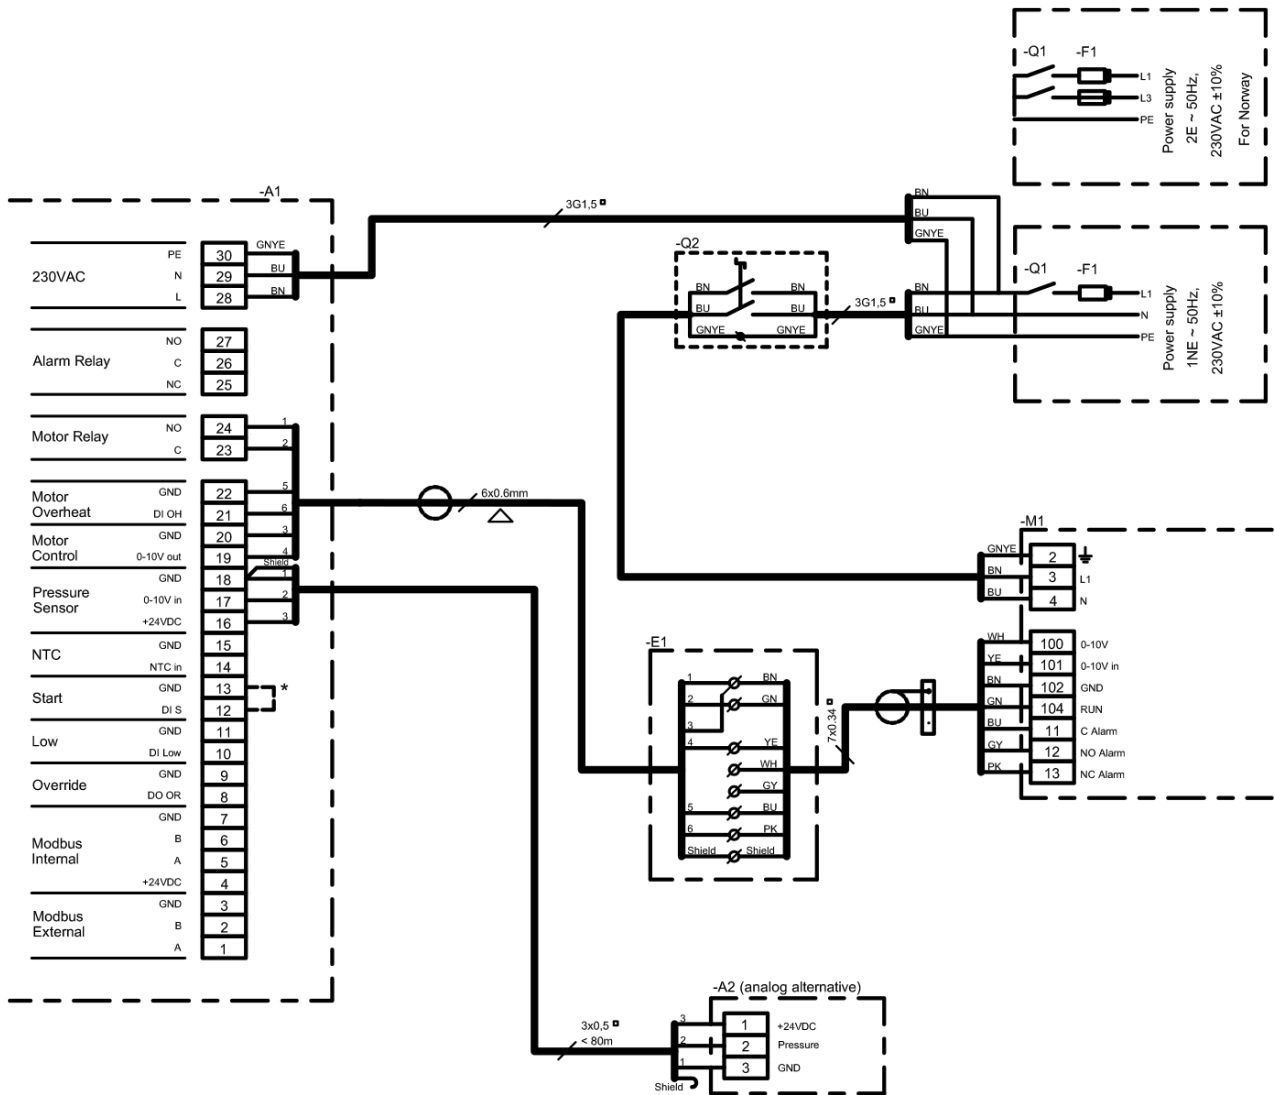 -Q1 -F1
L1
L3
PE
Power supply
2E ~ 50Hz,
230VAC ±10%
For Norway
-A1
3G1,5
BN
BU
GNYE
230VAC
PE 30 GNYE
N 29 BU
L 28 BN
-Q2
BN BN
BU BU
GNYE GNYE
3G1,5
BN
BU
GNYE
-Q1 -F1
L1
N
PE
Power supply
1NE ~ 50Hz,
230VAC ±10%
Alarm Relay
NO 27
C 26
NC 25
Motor Relay
NO 24 1
C 23 2
Motor
Overheat
GND 22 5
DI OH 21 6
Motor
Control
GND 20 3
0-10V out 19 4
6x0.6mm
Shield
Pressure
Sensor
GND 18 1
0-10V in 17 2
+24VDC 16 3
NTC
GND 15
NTC in 14
Start
GND 13 *
DI S 12
Low
GND 11
DI Low 10
Override
GND 9
DO OR 8
Modbus
Internal
GND 7
B 6
A 5
+24VDC 4
Modbus
External
GND 3
B 2
A 1
-M1
GNYE 2
BN 3 L1
BU 4 N
WH 100 0-10V
YE 101 0-10V in
BN 102 GND
GN 104 RUN
BU 11 C Alarm
GY 12 NO Alarm
PK 13 NC Alarm
-E1
1 BN
2 GN
3
4 YE
WH
GY
5 BU
6 PK
Shield Shield
7x0.34
-A2 (analog alternative)
3x0,5
< 80m
3 1 +24VDC
2 2 Pressure
1 3 GND
Shield